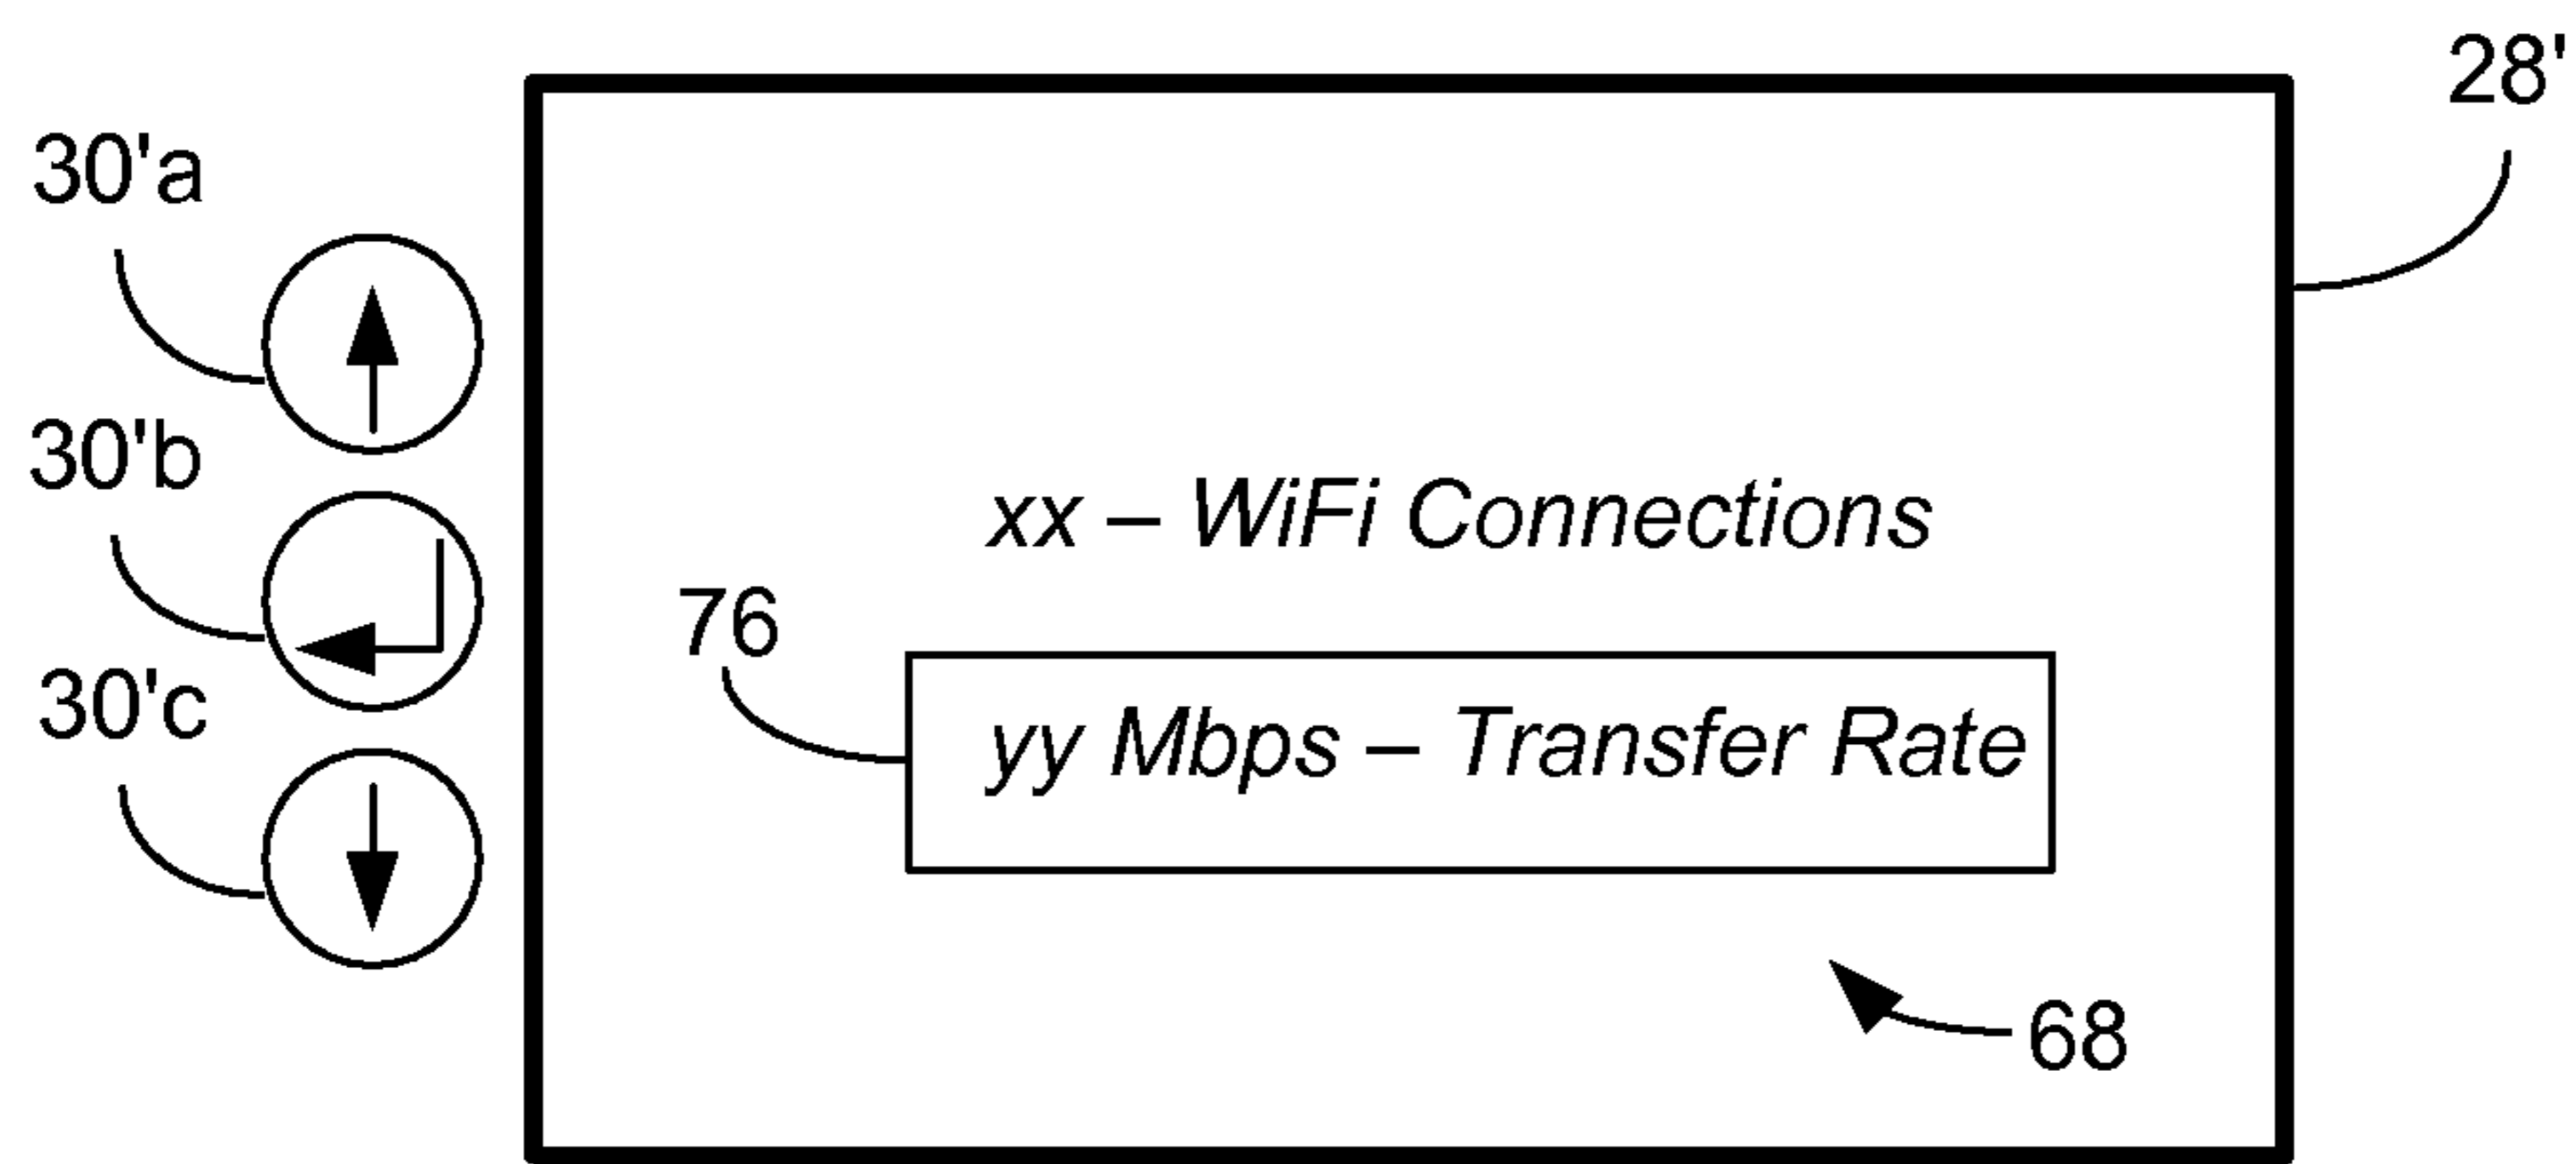 28'
30'a
30'b
xx – WiFi Connections
76
30'c
yy Mbps – Transfer Rate
68